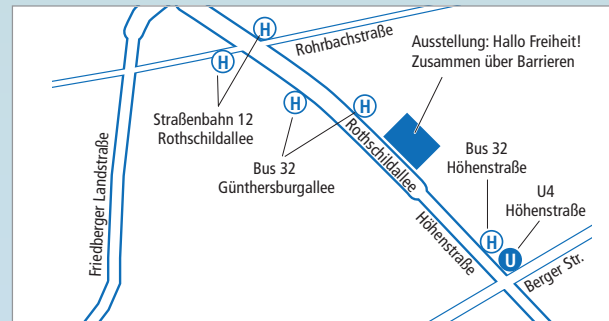 H
Rohrbachstraße
Ausstellung: Hallo Freiheit!
Zusammen über Barrieren
H
H
H
Straßenbahn 12
Rothschildallee
Rothschildallee
Bus 32
Höhenstraße
Bus 32
Günthersburgallee
U4
Höhenstraße
Friedberger Landstraße
Höhenstraße
H
U
Berger Str.